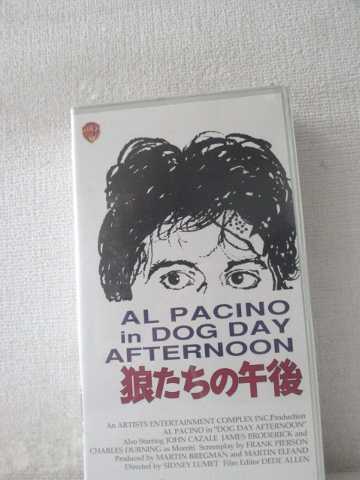 AL PACINO
in DOG DAY
AFTERNOON
狼たちの午後
An ARTISTS ENTERTAINMENT COMPLEX INC.Production
AL PACINO in "DOG DAY AFTERNOON"
Also Starring JOHN CAZALE JAMES BRODERICK and
CHARLES DURNING as Moretti Screenplay by FRANK PIERSON
Produced by MARTIN BREGMAN and MARTIN ELFAND
Directed by SIDNEY LUMET Film Editor DEDE ALLEN